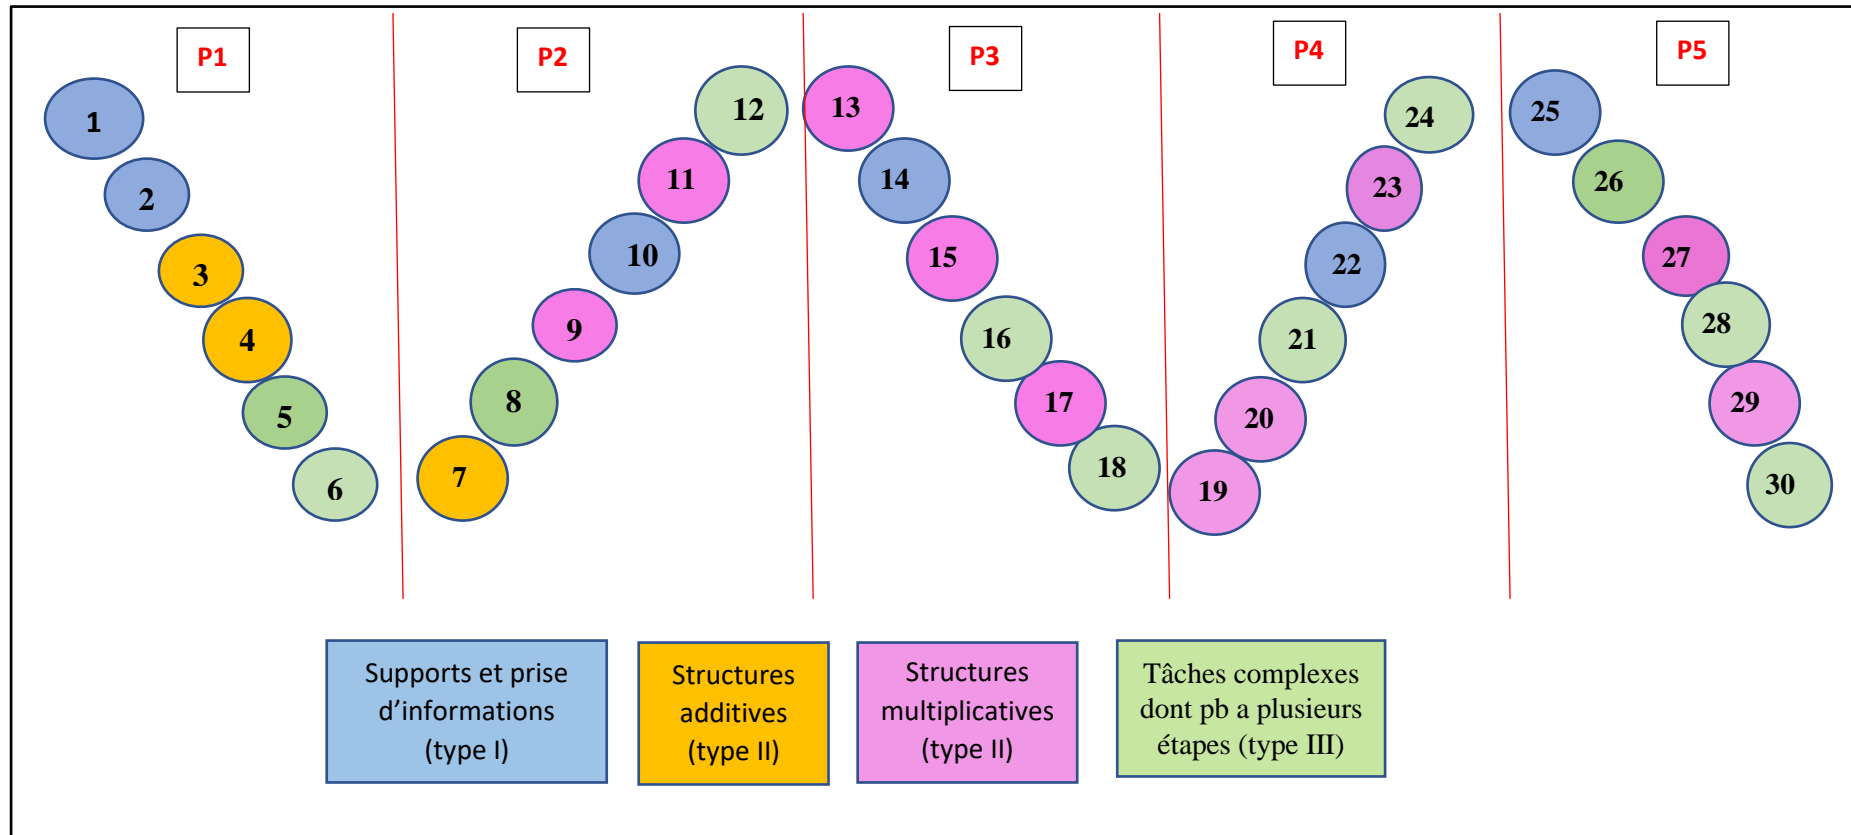 P1
P2
P3
P4
P5
1
2
3
4
5
6
7
8
9
10
11
12
13
14
15
16
17
18
19
20
21
22
23
24
25
26
27
28
29
30
Supports et prise
d’informations
(type I)
Structures
additives
(type II)
Structures
multiplicatives
(type II)
Tâches complexes
dont pb a plusieurs
étapes (type III)